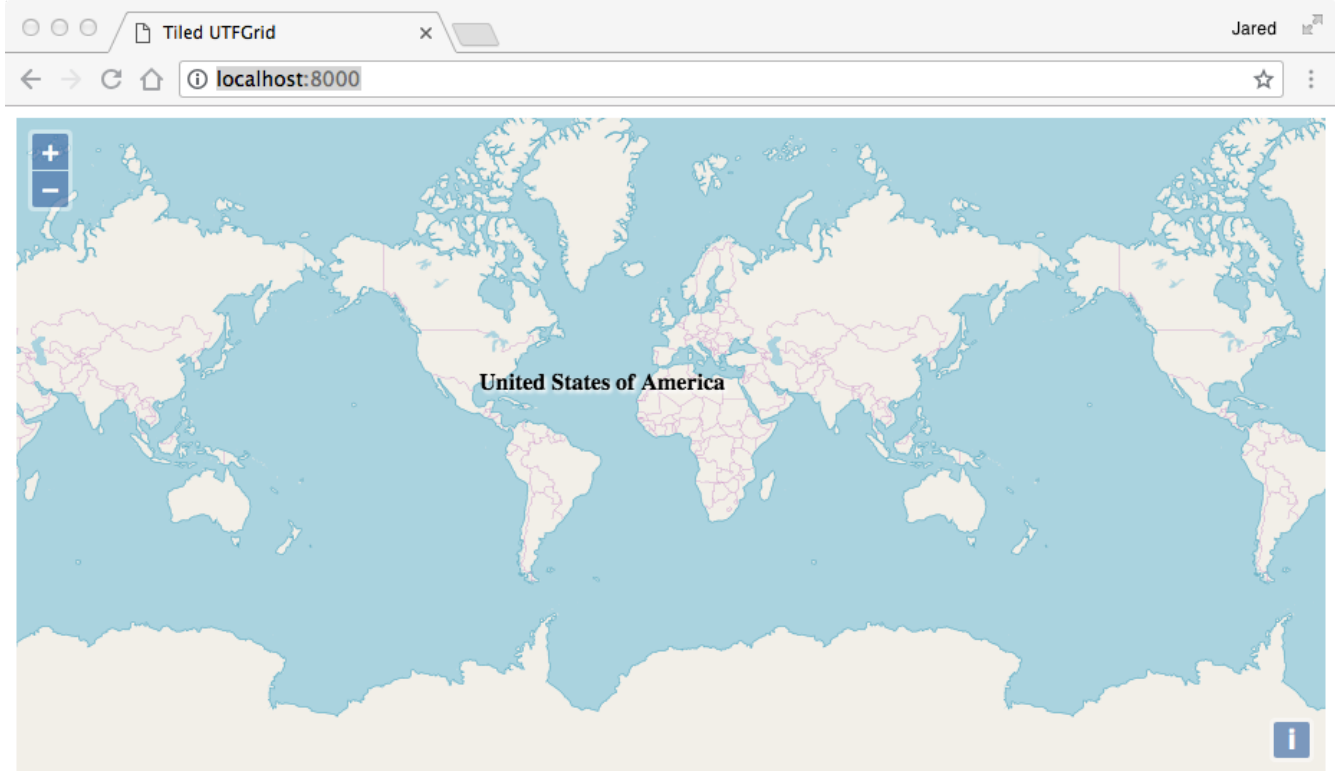 Tiled UTFGrid
Jared
localhost:8000
+
−
United States of America
i